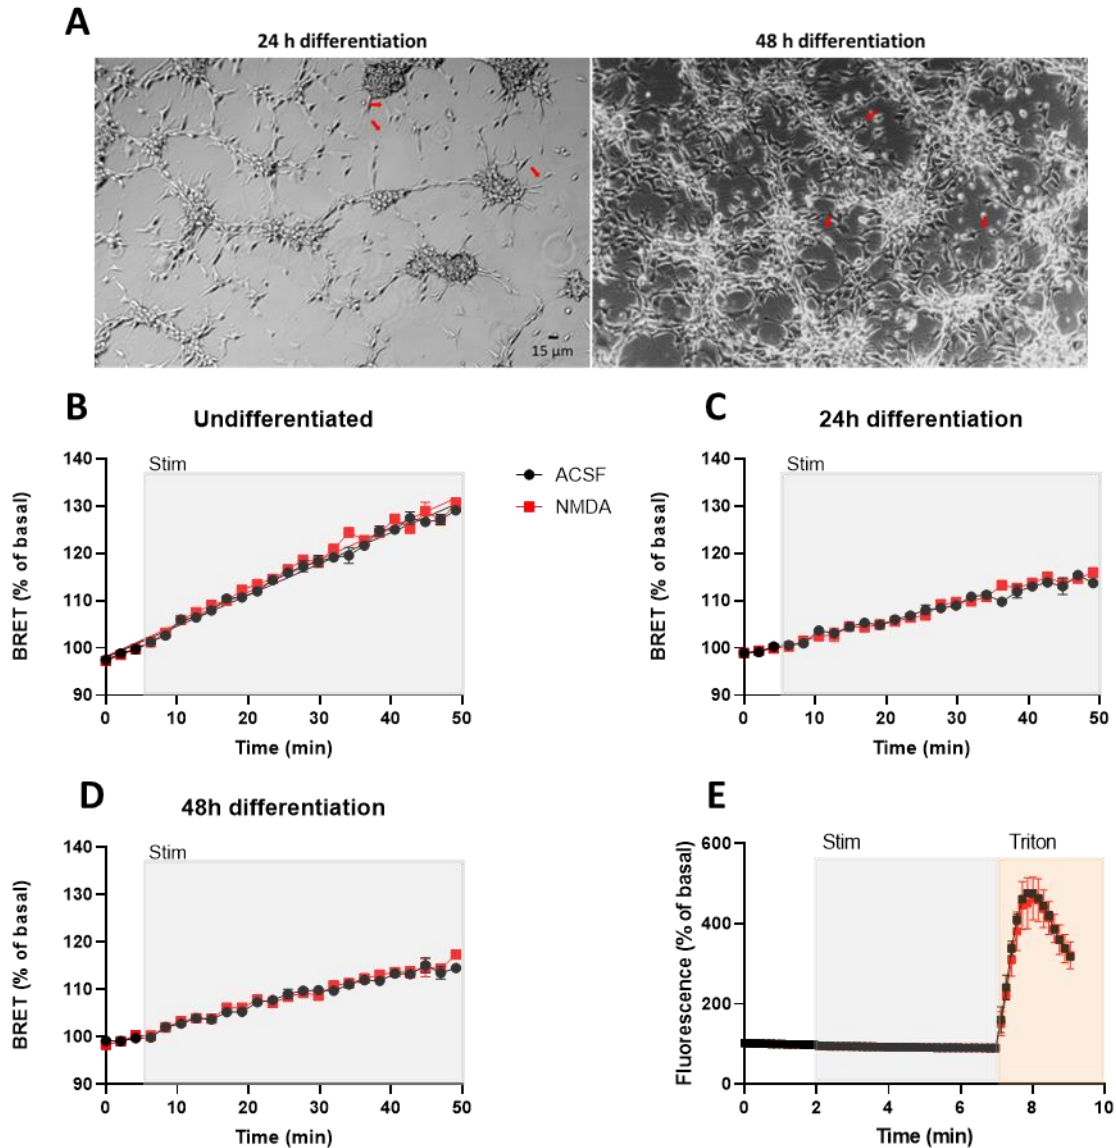 A
24 h differentiation
48 h differentiation
15 µm
B
Undifferentiated
C
24h differentiation
Stim
ACSF
NMDA
Stim
BRET (% of basal)
140
130
120
110
100
90
0 10 20 30 40 50
Time (min)
BRET (% of basal)
140
130
120
110
100
90
0 10 20 30 40 50
Time (min)
D
48h differentiation
E
Stim
BRET (% of basal)
140
130
120
110
100
90
0 10 20 30 40 50
Time (min)
Stim
Triton
Fluorescence (% of basal)
600
400
200
0
0 2 4 6 8 10
Time (min)